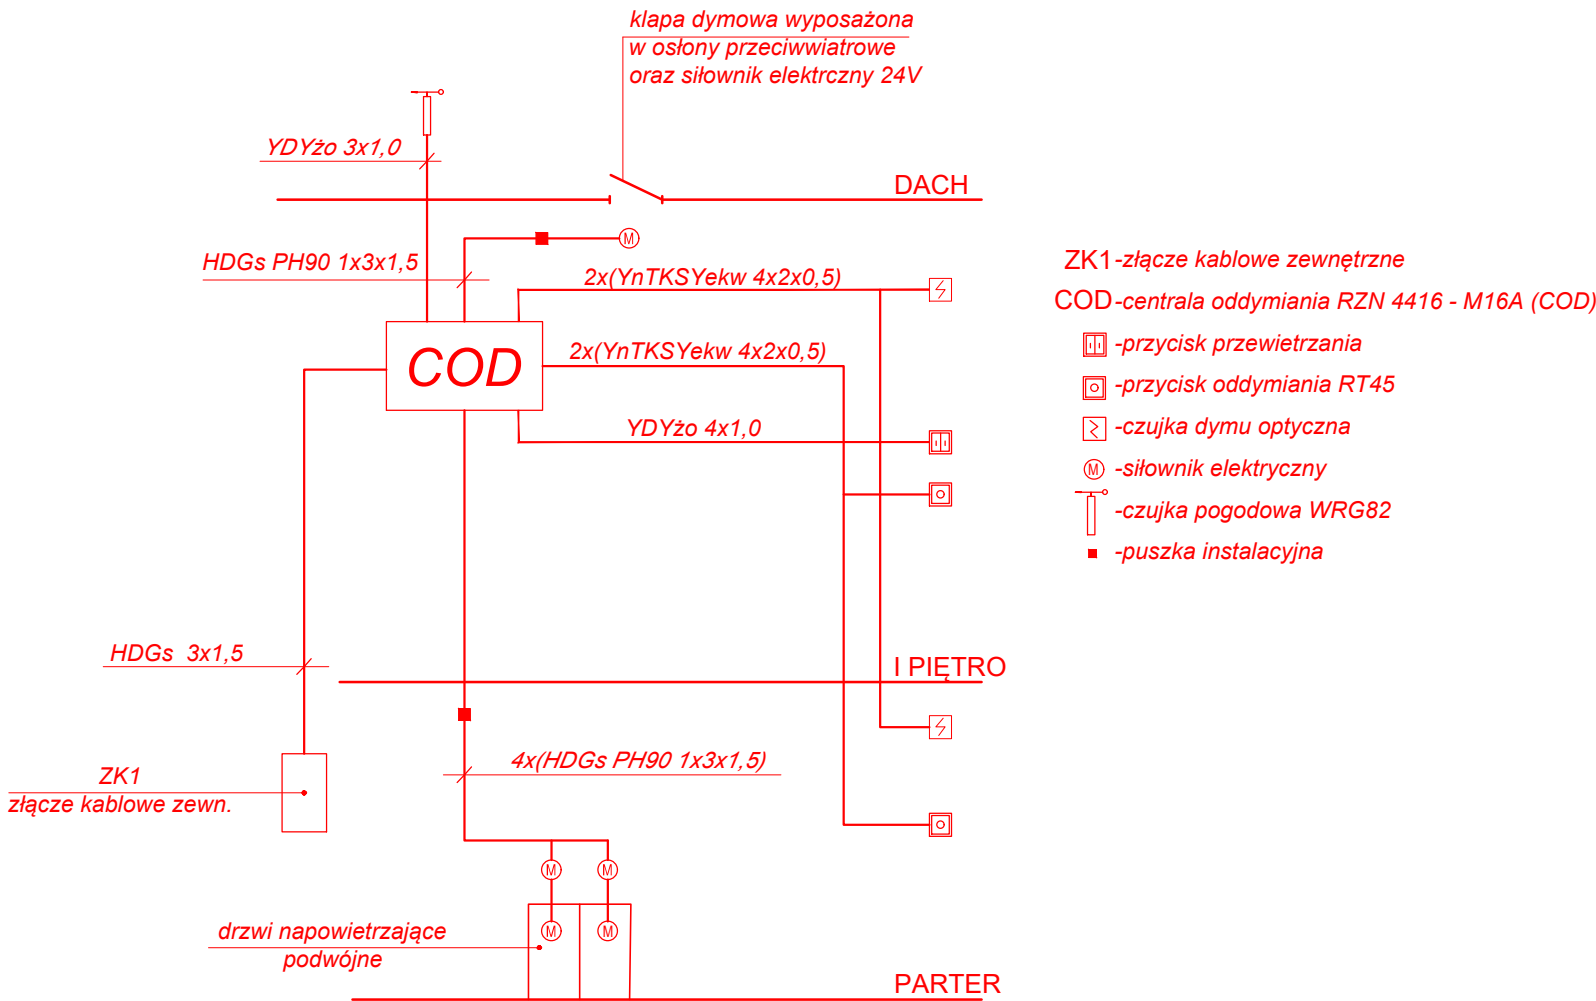 klapa dymowa wyposażona
w osłony przeciwwiatrowe
oraz siłownik elektrczny 24V
YDYżo 3x1,0
DACH
HDGs PH90 1x3x1,5
M
2x(YnTKSYekw 4x2x0,5)
COD
2x(YnTKSYekw 4x2x0,5)
YDYżo 4x1,0
HDGs 3x1,5
I PIĘTRO
4x(HDGs PH90 1x3x1,5)
ZK1
złącze kablowe zewn.
M
M
M
M
drzwi napowietrzające
podwójne
PARTER
ZK1 -złącze kablowe zewnętrzne
COD -centrala oddymiania RZN 4416 - M16A (COD)
-przycisk przewietrzania
-przycisk oddymiania RT45
-czujka dymu optyczna
M -siłownik elektryczny
-czujka pogodowa WRG82
-puszka instalacyjna